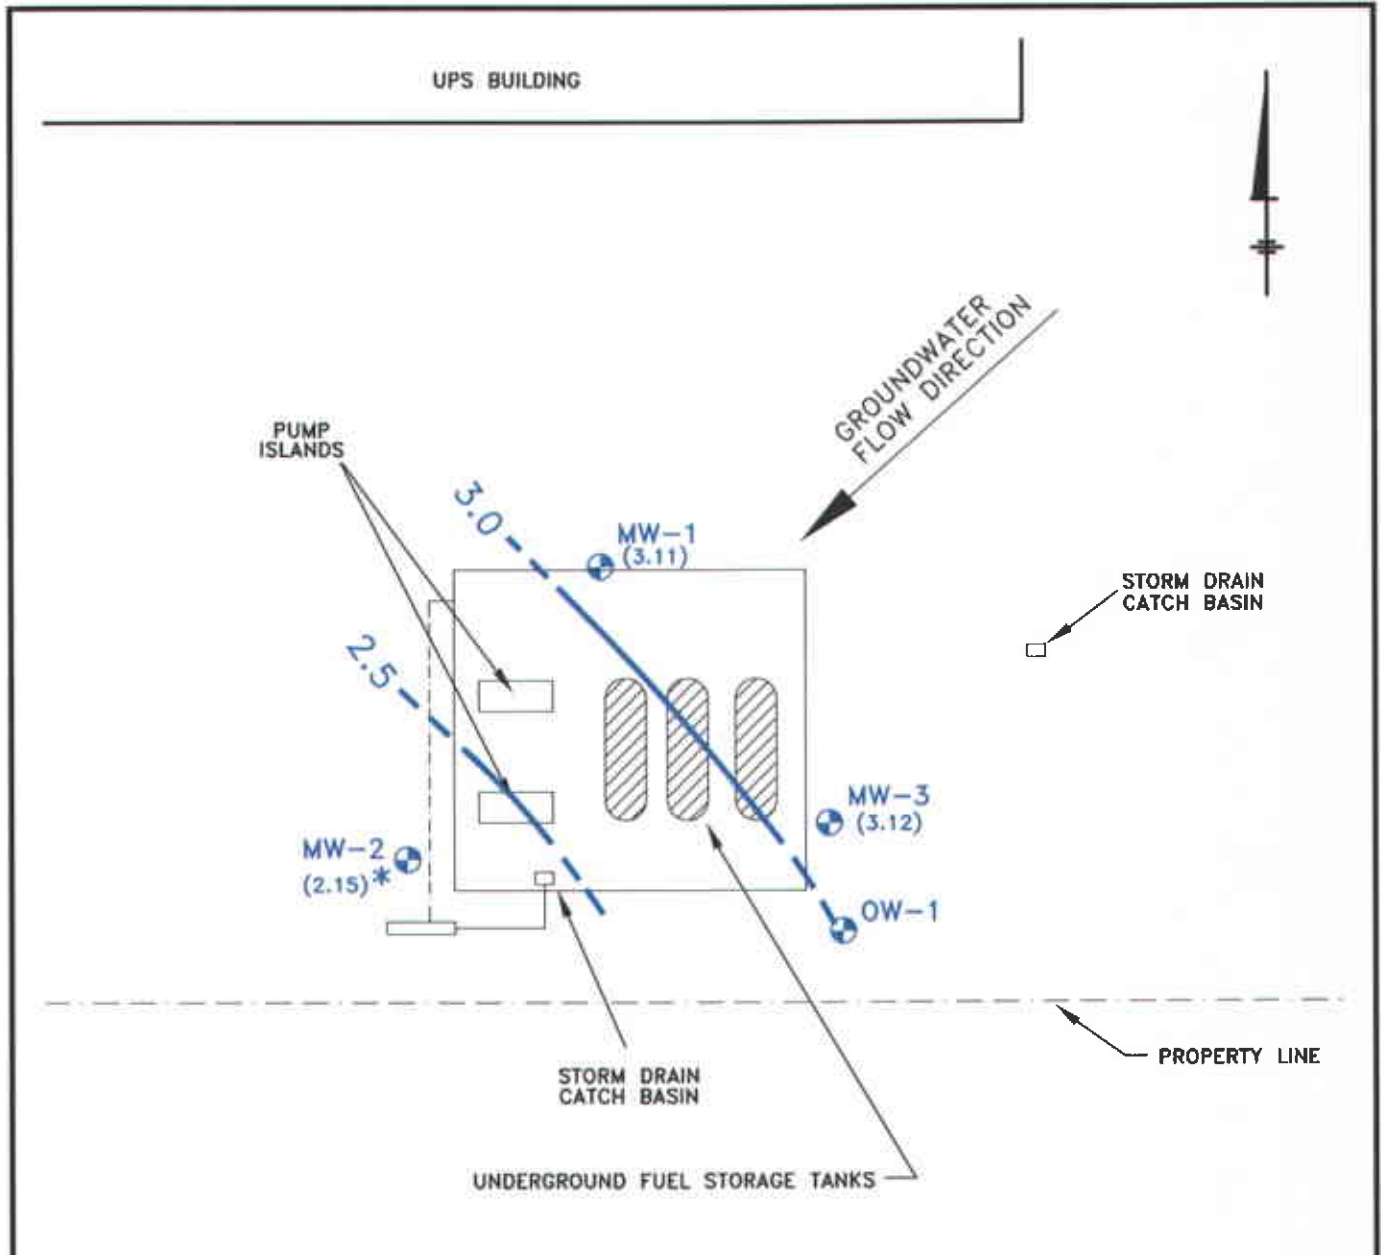 UPS BUILDING
GROUNDWATER
FLOW DIRECTION
PUMP
ISLANDS
3.0
MW-1
(3.11)
STORM DRAIN
CATCH BASIN
2.5
MW-3
(3.12)
MW-2
(2.15)*
OW-1
PROPERTY LINE
STORM DRAIN
CATCH BASIN
UNDERGROUND FUEL STORAGE TANKS